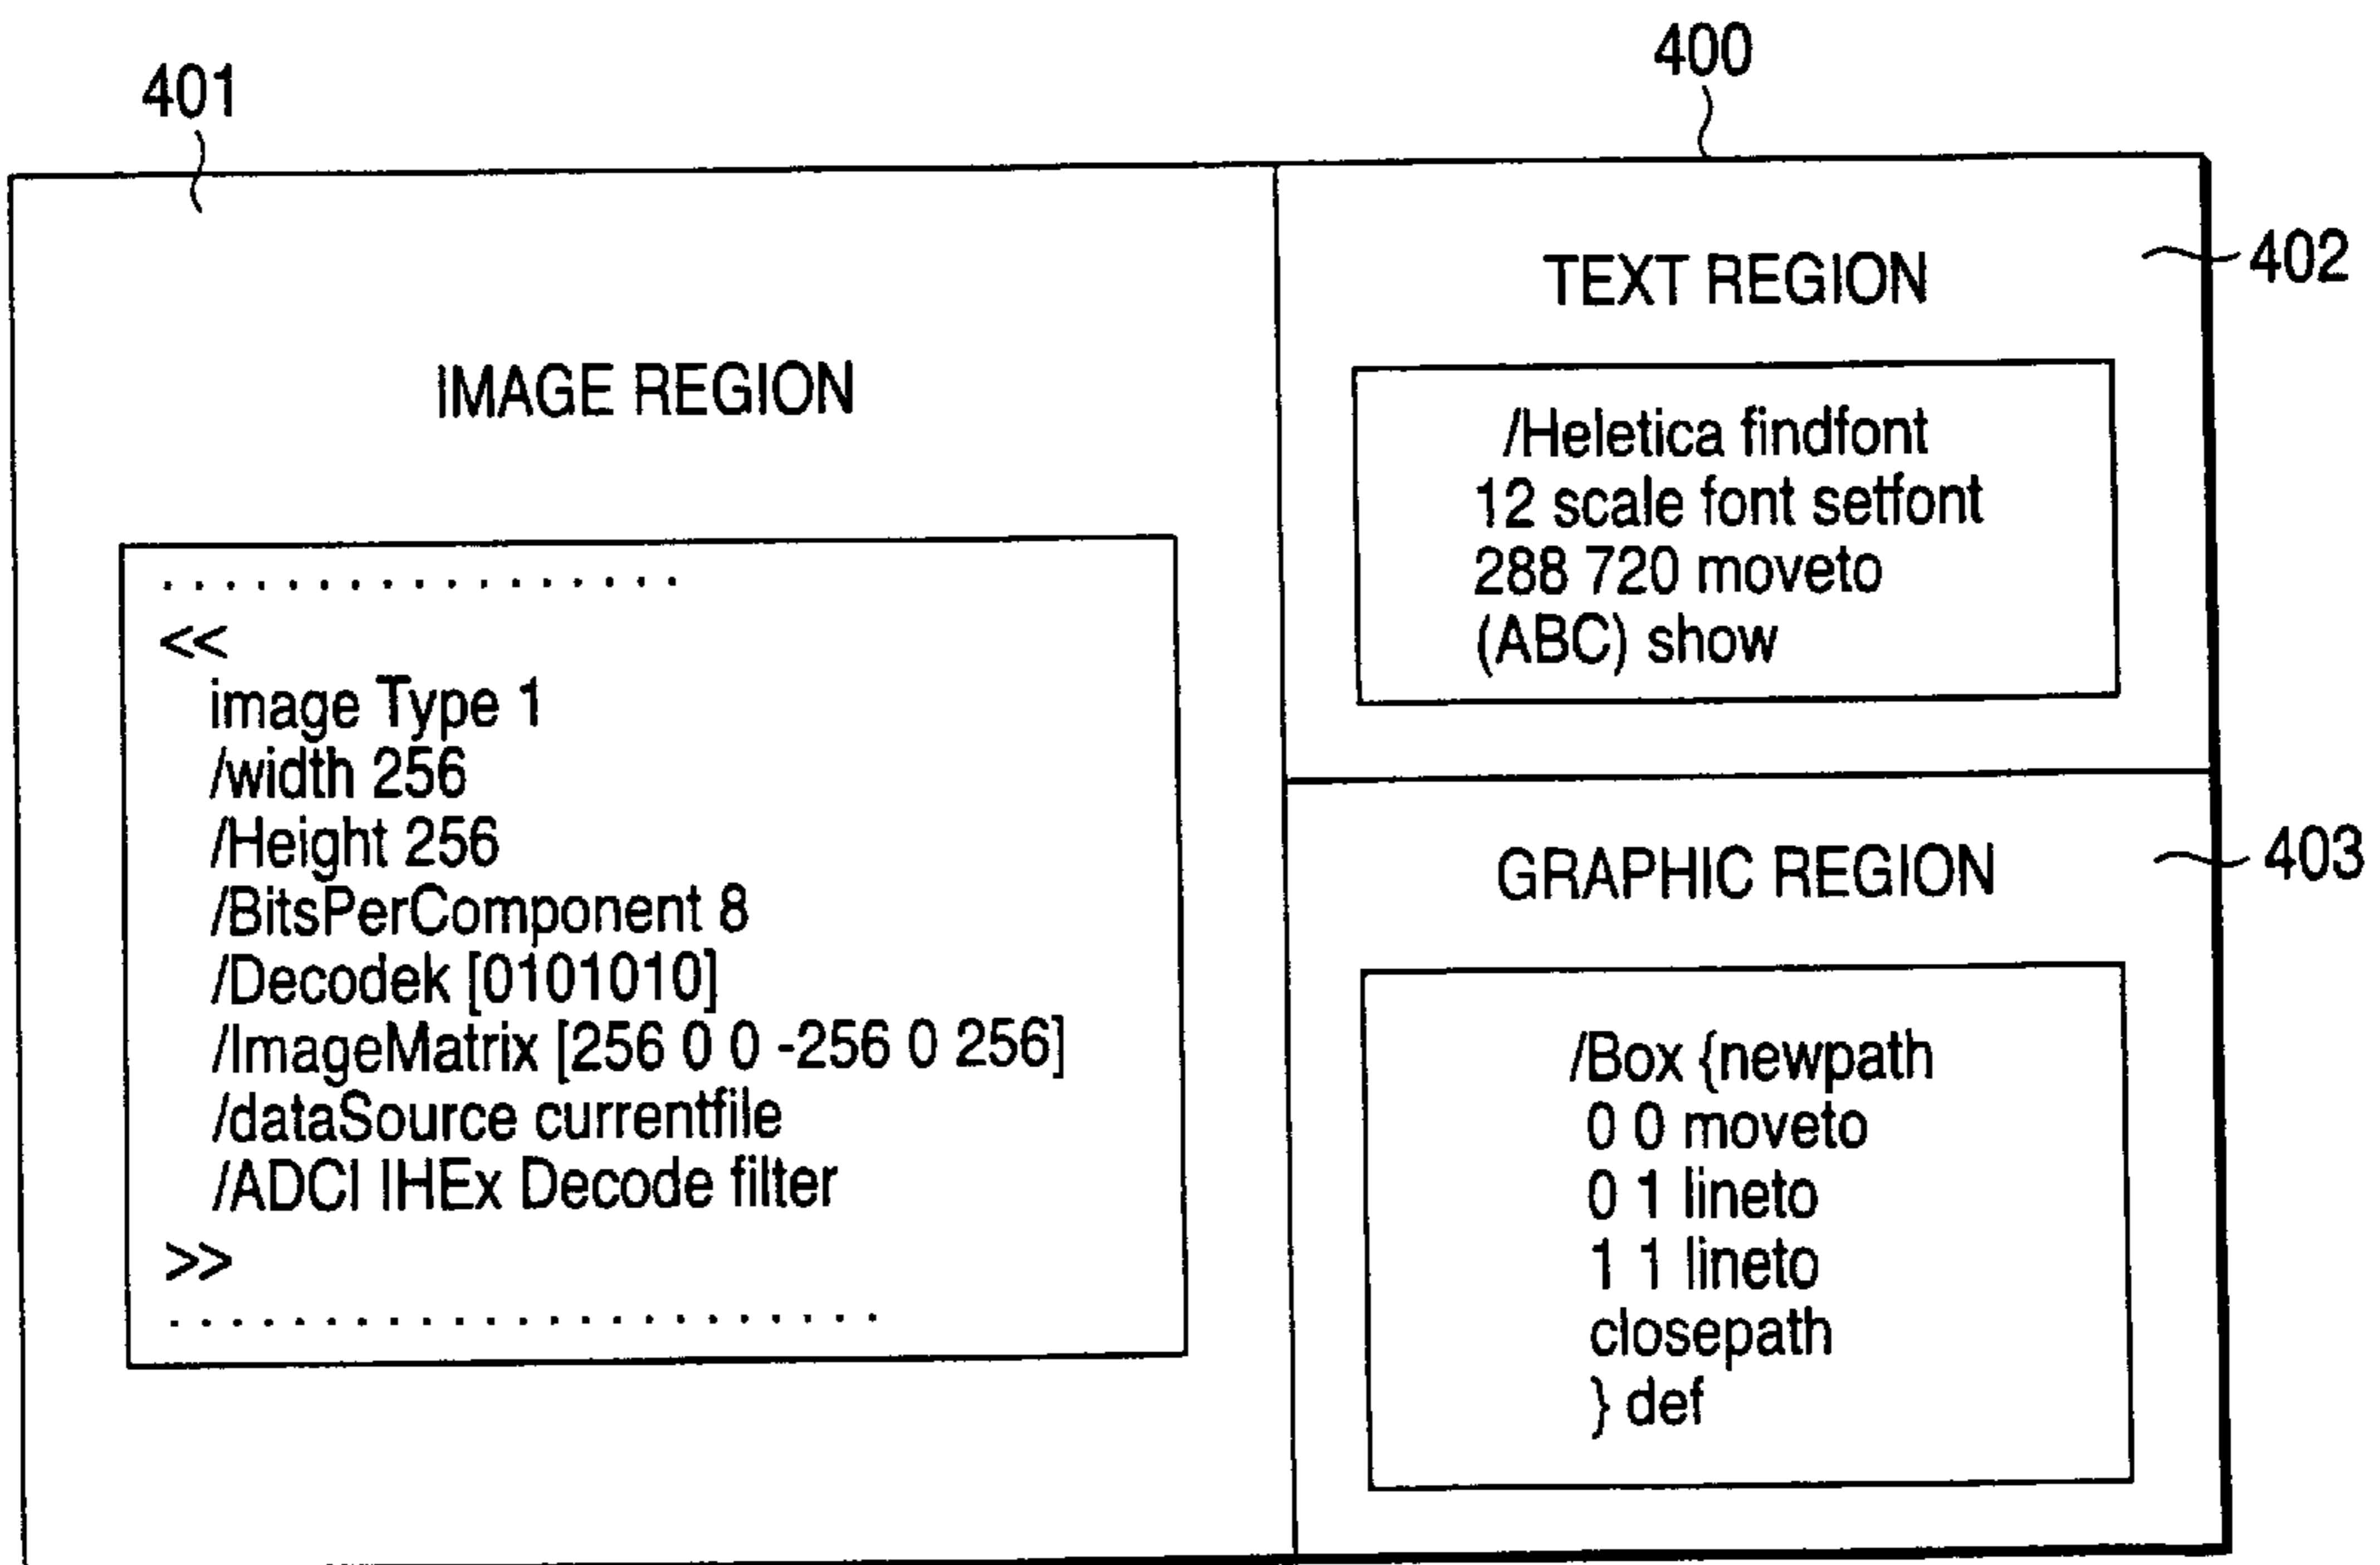 401
400
IMAGE REGION
. . . . . . . . . . . . . . . . .
<<
image Type 1
/width 256
/Height 256
/BitsPerComponent 8
/Decodek [0101010]
/ImageMatrix [256 0 0 -256 0 256]
/dataSource currentfile
/ADCI IHEx Decode filter
>>
. . . . . . . . . . . . . . . . . . . . . . .
TEXT REGION
402
/Heletica findfont
12 scale font setfont
288 720 moveto
(ABC) show
GRAPHIC REGION
403
/Box {newpath
0 0 moveto
0 1 lineto
1 1 lineto
closepath
} def